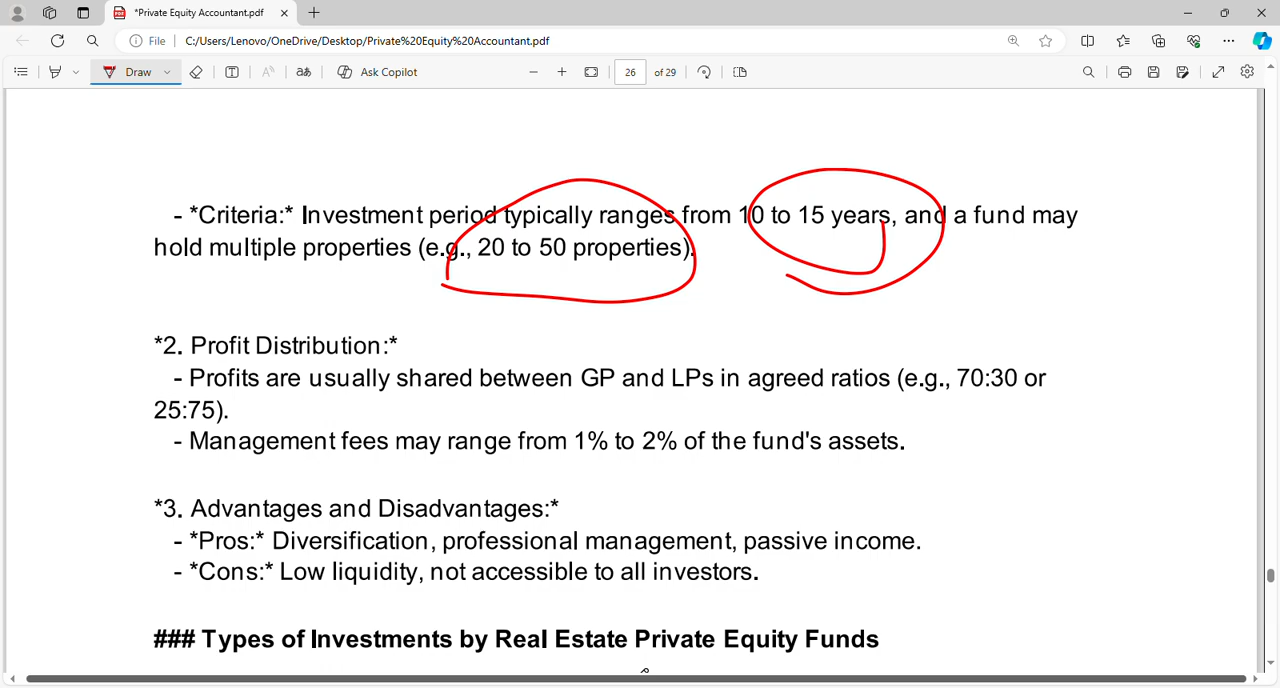 *Private Equity Accountant.pdf
File | C:/Users/Lenovo/OneDrive/Desktop/Private%20Equity%20Accountant.pdf
Draw Ask Copilot 26 of 29
- *Criteria:* Investment period typically ranges from 10 to 15 years, and a fund may
hold multiple properties (e.g., 20 to 50 properties).
*2. Profit Distribution:*
- Profits are usually shared between GP and LPs in agreed ratios (e.g., 70:30 or
25:75).
- Management fees may range from 1% to 2% of the fund's assets.
*3. Advantages and Disadvantages:*
- *Pros:* Diversification, professional management, passive income.
- *Cons:* Low liquidity, not accessible to all investors.
### Types of Investments by Real Estate Private Equity Funds